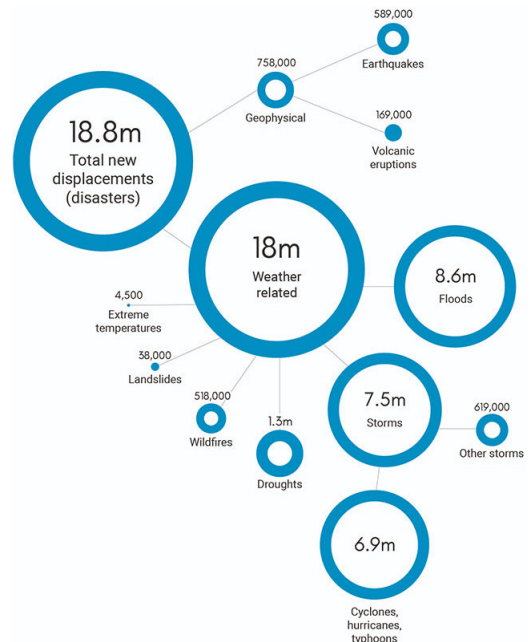 18.8m
Total new
displacements
(disasters)
758,000
Geophysical
589,000
Earthquakes
169,000
Volcanic
eruptions
18m
Weather
related
8.6m
Floods
4,500
Extreme
temperatures
38,000
Landslides
518,000
Wildfires
1.3m
Droughts
7.5m
Storms
619,000
Other storms
6.9m
Cyclones,
hurricanes,
typhoons